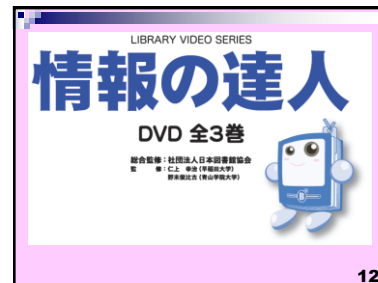 LIBRARY VIDEO SERIES
情報の達人
DVD 全3巻
総合監修：社団法人日本図書館協会
監　　修：仁上　幸治（早稲田大学）
野末俊比古（青山学院大学）
12